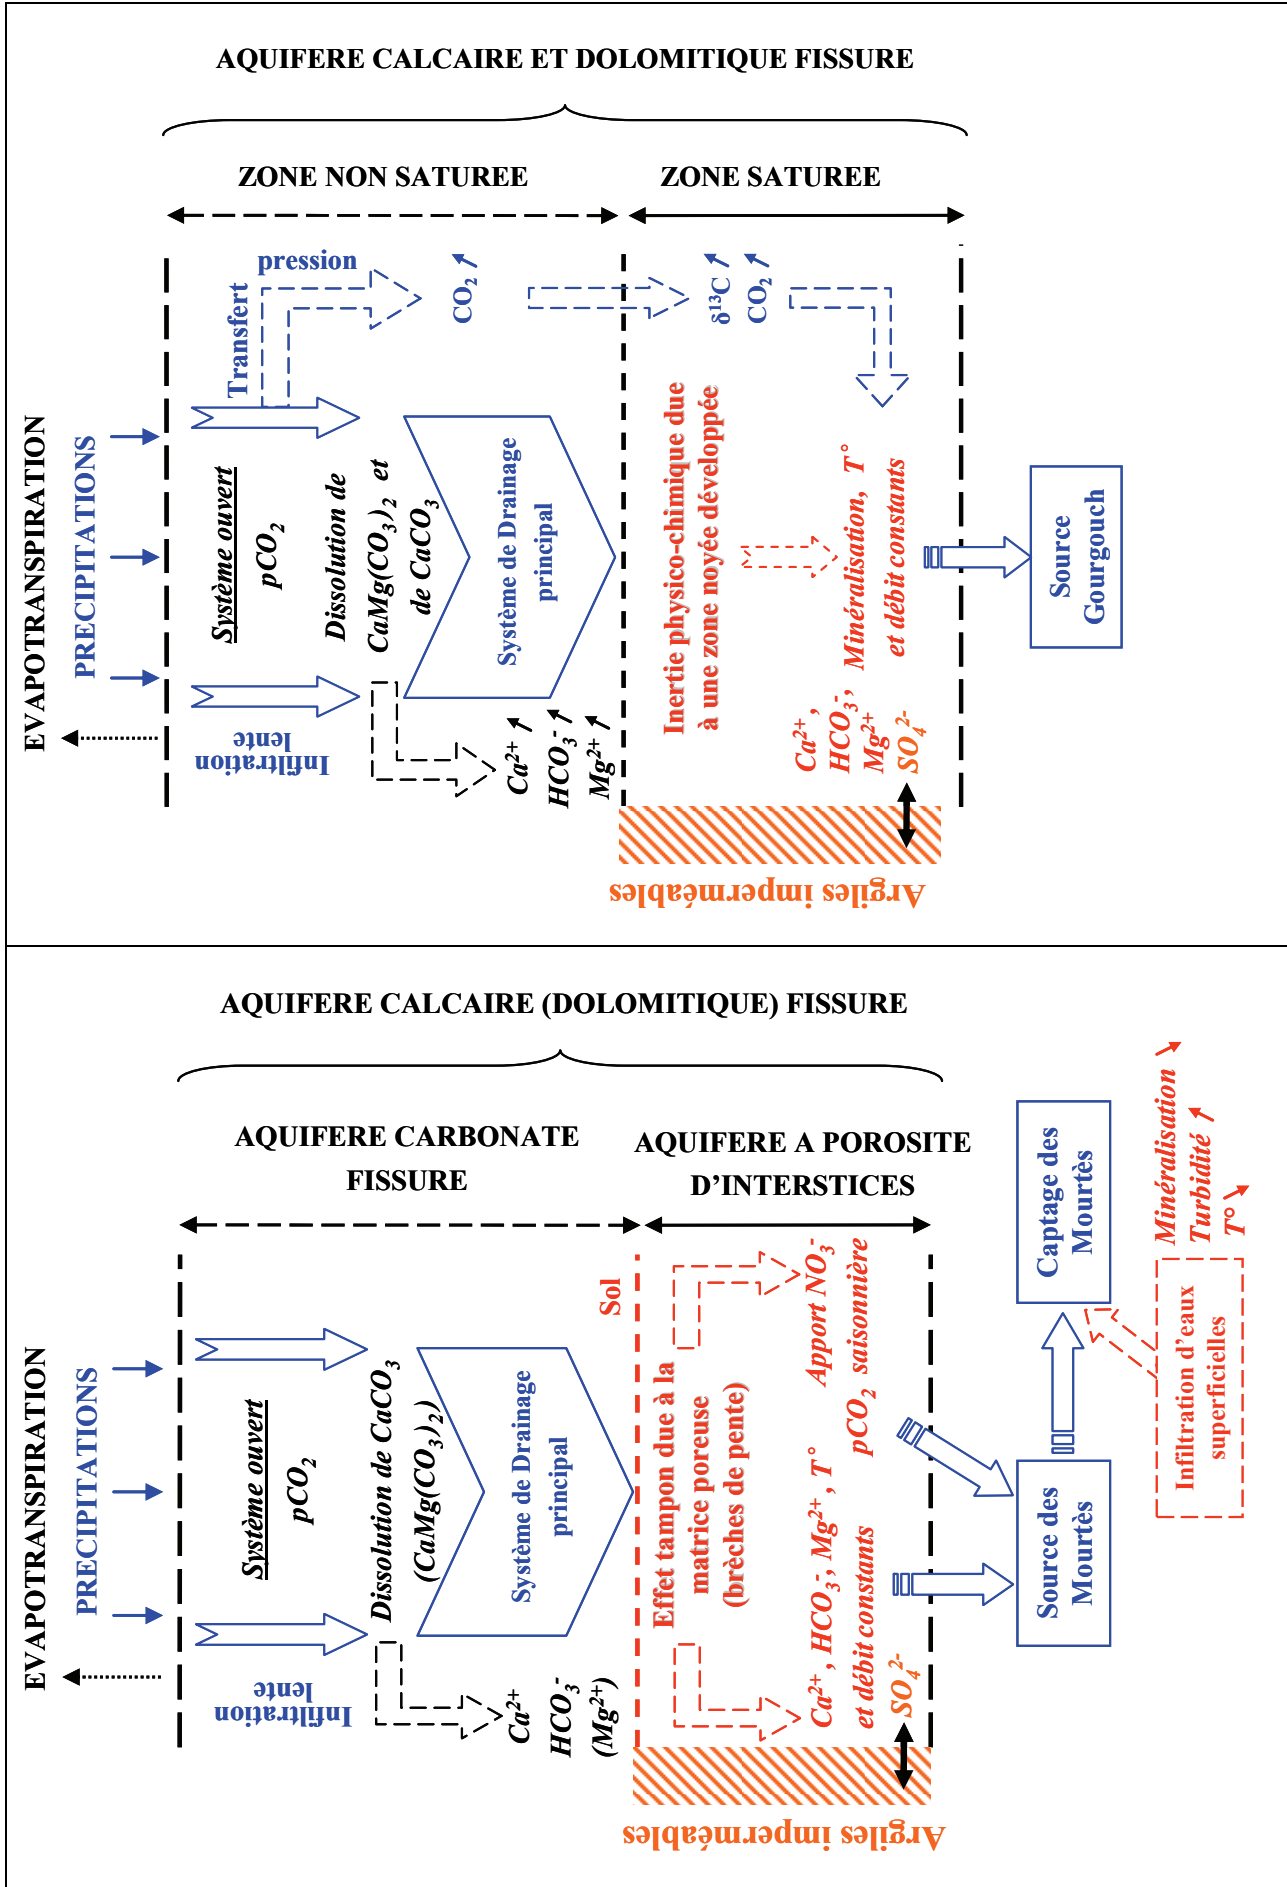 AQUIFERE CALCAIRE ET DOLOMITIQUE FISSURE
ZONE NON SATUREE
ZONE SATUREE
EVAPOTRANSPIRATION
PRECIPITATIONS
Infiltration
lente
Système ouvert
pCO₂
Transfert
pression
Dissolution de
CaMg(CO₃)₂ et
de CaCO₃
CO₂
Système de Drainage
principal
Ca²⁺
HCO₃⁻
Mg²⁺
δ¹³C
CO₂
Inertie physico-chimique due
à une zone noyée développée
Ca²⁺,
HCO₃⁻,
Mg²⁺
SO₄²⁻
Minéralisation, T°
et débit constants
Argiles imperméables
Source
Gourgouch
AQUIFERE CALCAIRE (DOLOMITIQUE) FISSURE
AQUIFERE CARBONATE
FISSURE
AQUIFERE A POROSITE
D'INTERSTICES
EVAPOTRANSPIRATION
PRECIPITATIONS
Infiltration
lente
Système ouvert
pCO₂
Dissolution de CaCO₃
(CaMg(CO₃)₂)
Système de Drainage
principal
Ca²⁺
HCO₃⁻
(Mg²⁺)
Sol
Effet tampon due à la
matrice poreuse
(brèches de pente)
Ca²⁺, HCO₃⁻, Mg²⁺, T°
et débit constants
SO₄²⁻
Apport NO₃⁻
pCO₂ saisonnière
Argiles imperméables
Source des
Mourtès
Captage des
Mourtès
Infiltration d'eaux
superficielles
Minéralisation
Turbidité
T°